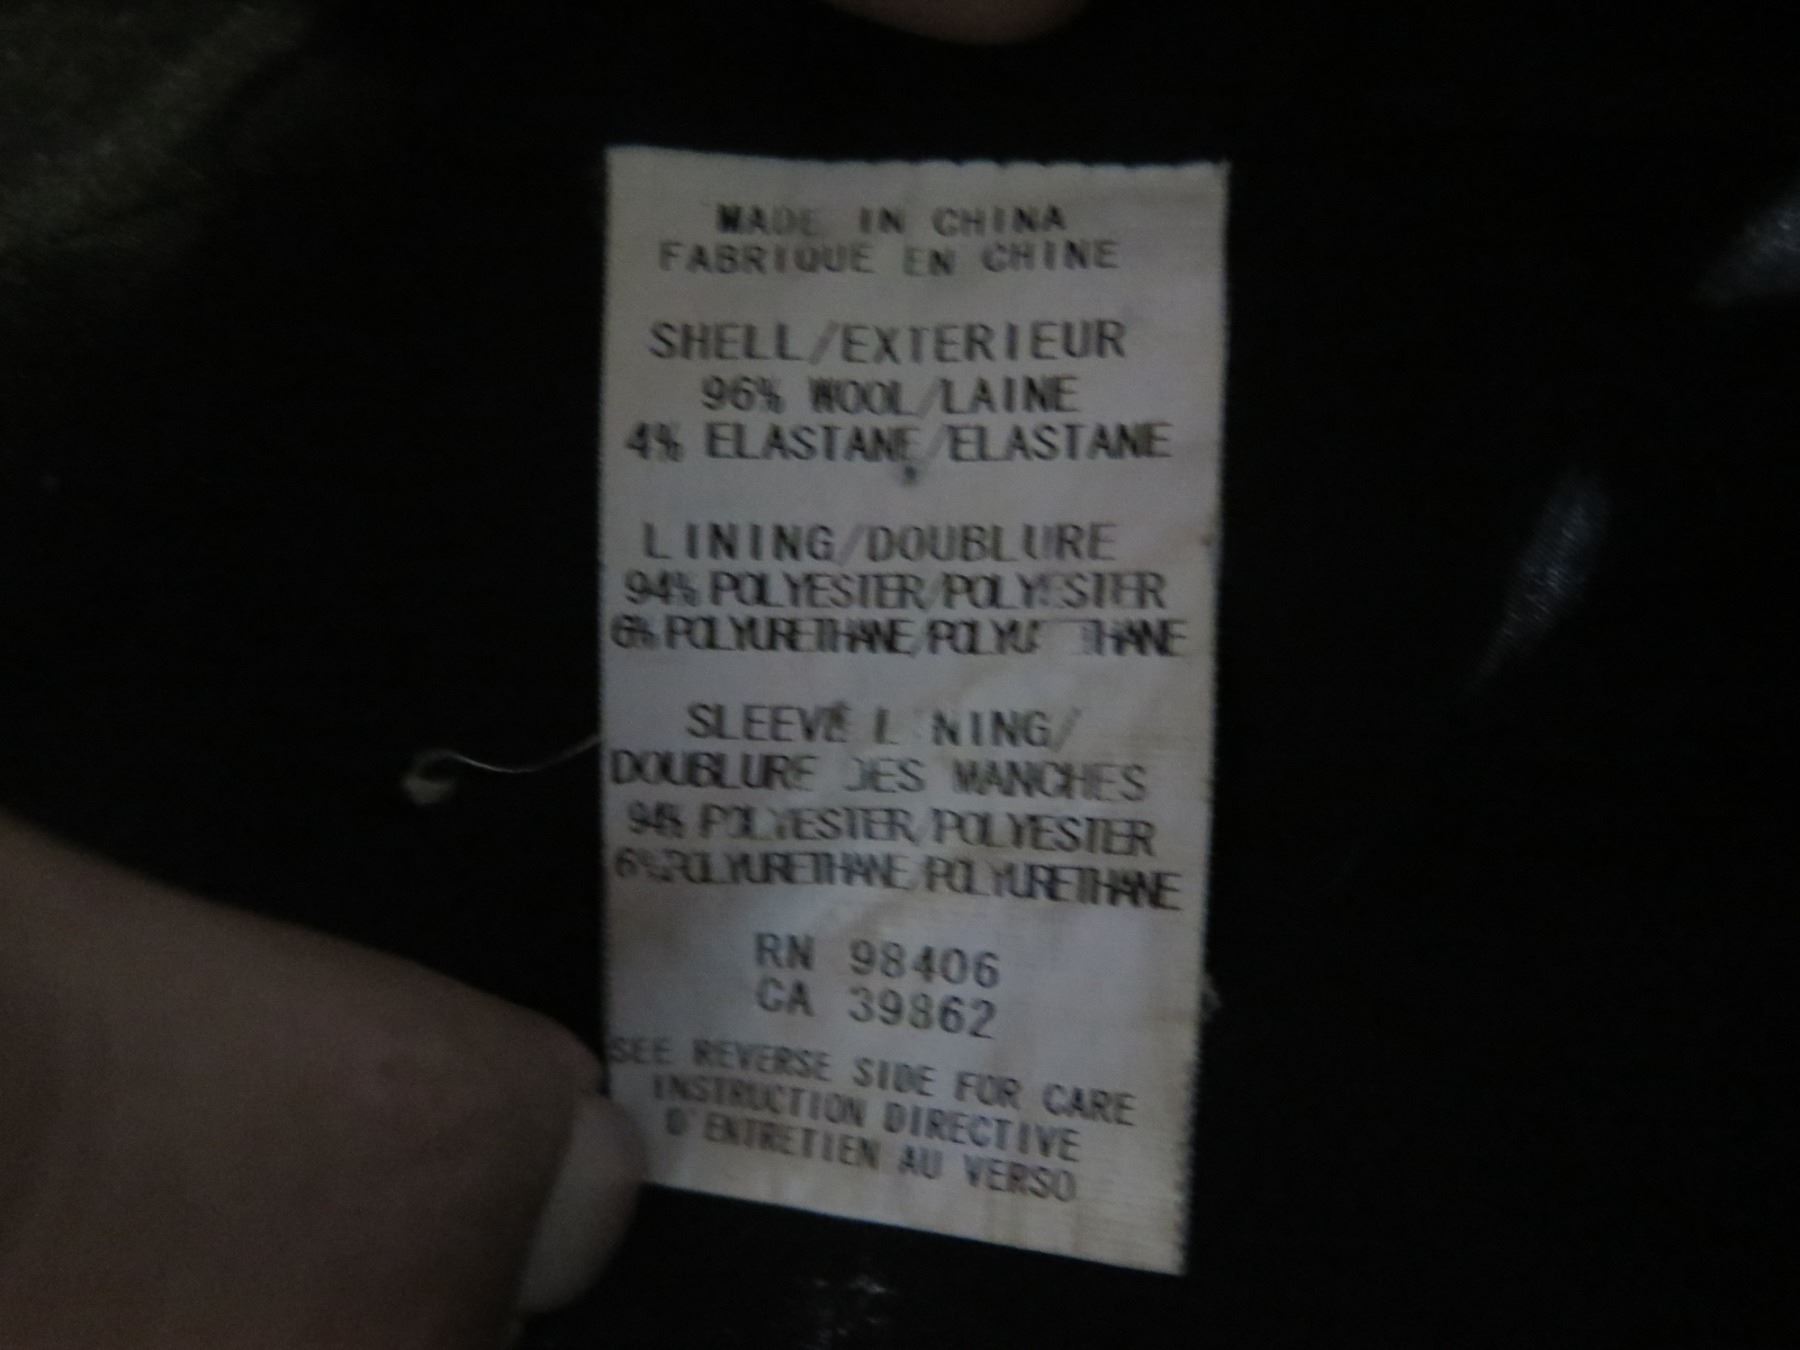 MADE IN CHINA
FABRIQUE EN CHINE
SHELL/EXTERIEUR
96% WOOL/LAINE
4% ELASTANE/ELASTANE
LINING/DOUBLURE
94% POLYESTER/POLYESTER
6% POLYURETHANE/POLYURETHANE
SLEEVE LINING/
DOUBLURE DES MANCHES
94% POLYESTER/POLYESTER
6% POLYURETHANE/POLYURETHANE
RN 98406
CA 39862
SEE REVERSE SIDE FOR CARE
INSTRUCTION DIRECTIVE
D'ENTRETIEN AU VERSO